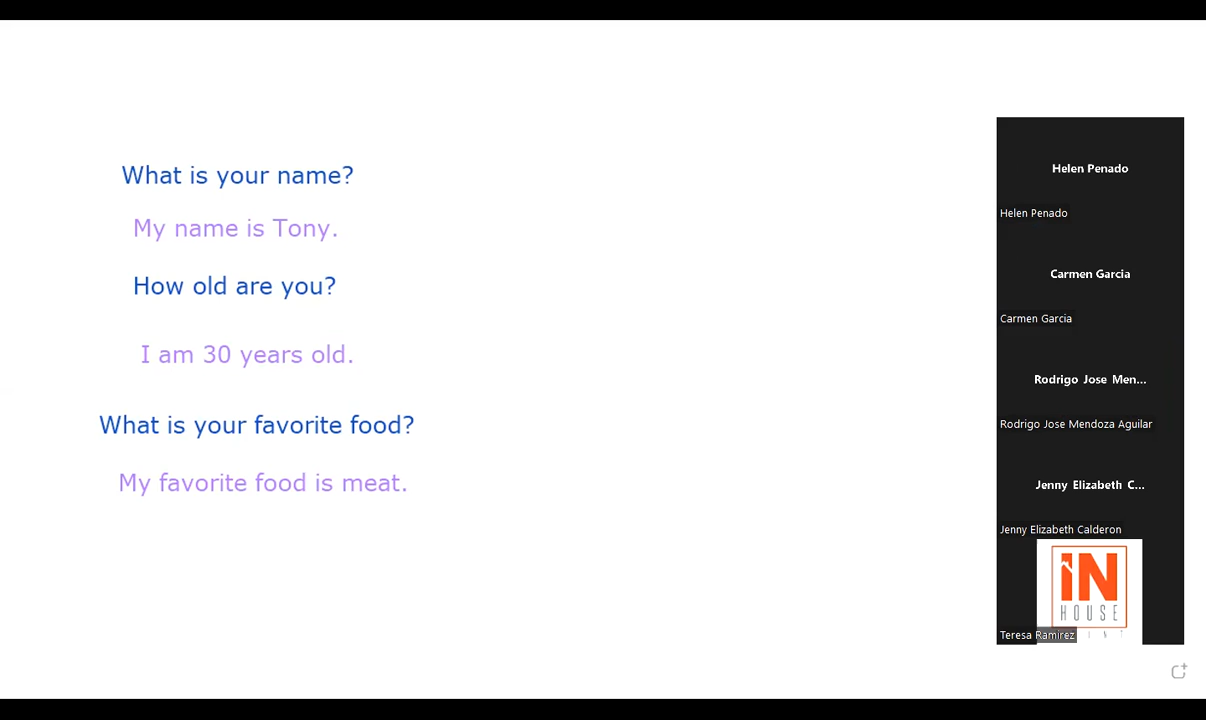 What is your name?
My name is Tony.
How old are you?
I am 30 years old.
What is your favorite food?
My favorite food is meat.
Helen Penado
Helen Penado
Carmen Garcia
Carmen Garcia
Rodrigo Jose Men...
Rodrigo Jose Mendoza Aguilar
Jenny Elizabeth C...
Jenny Elizabeth Calderon
iN
HOUSE
Teresa Ramirez